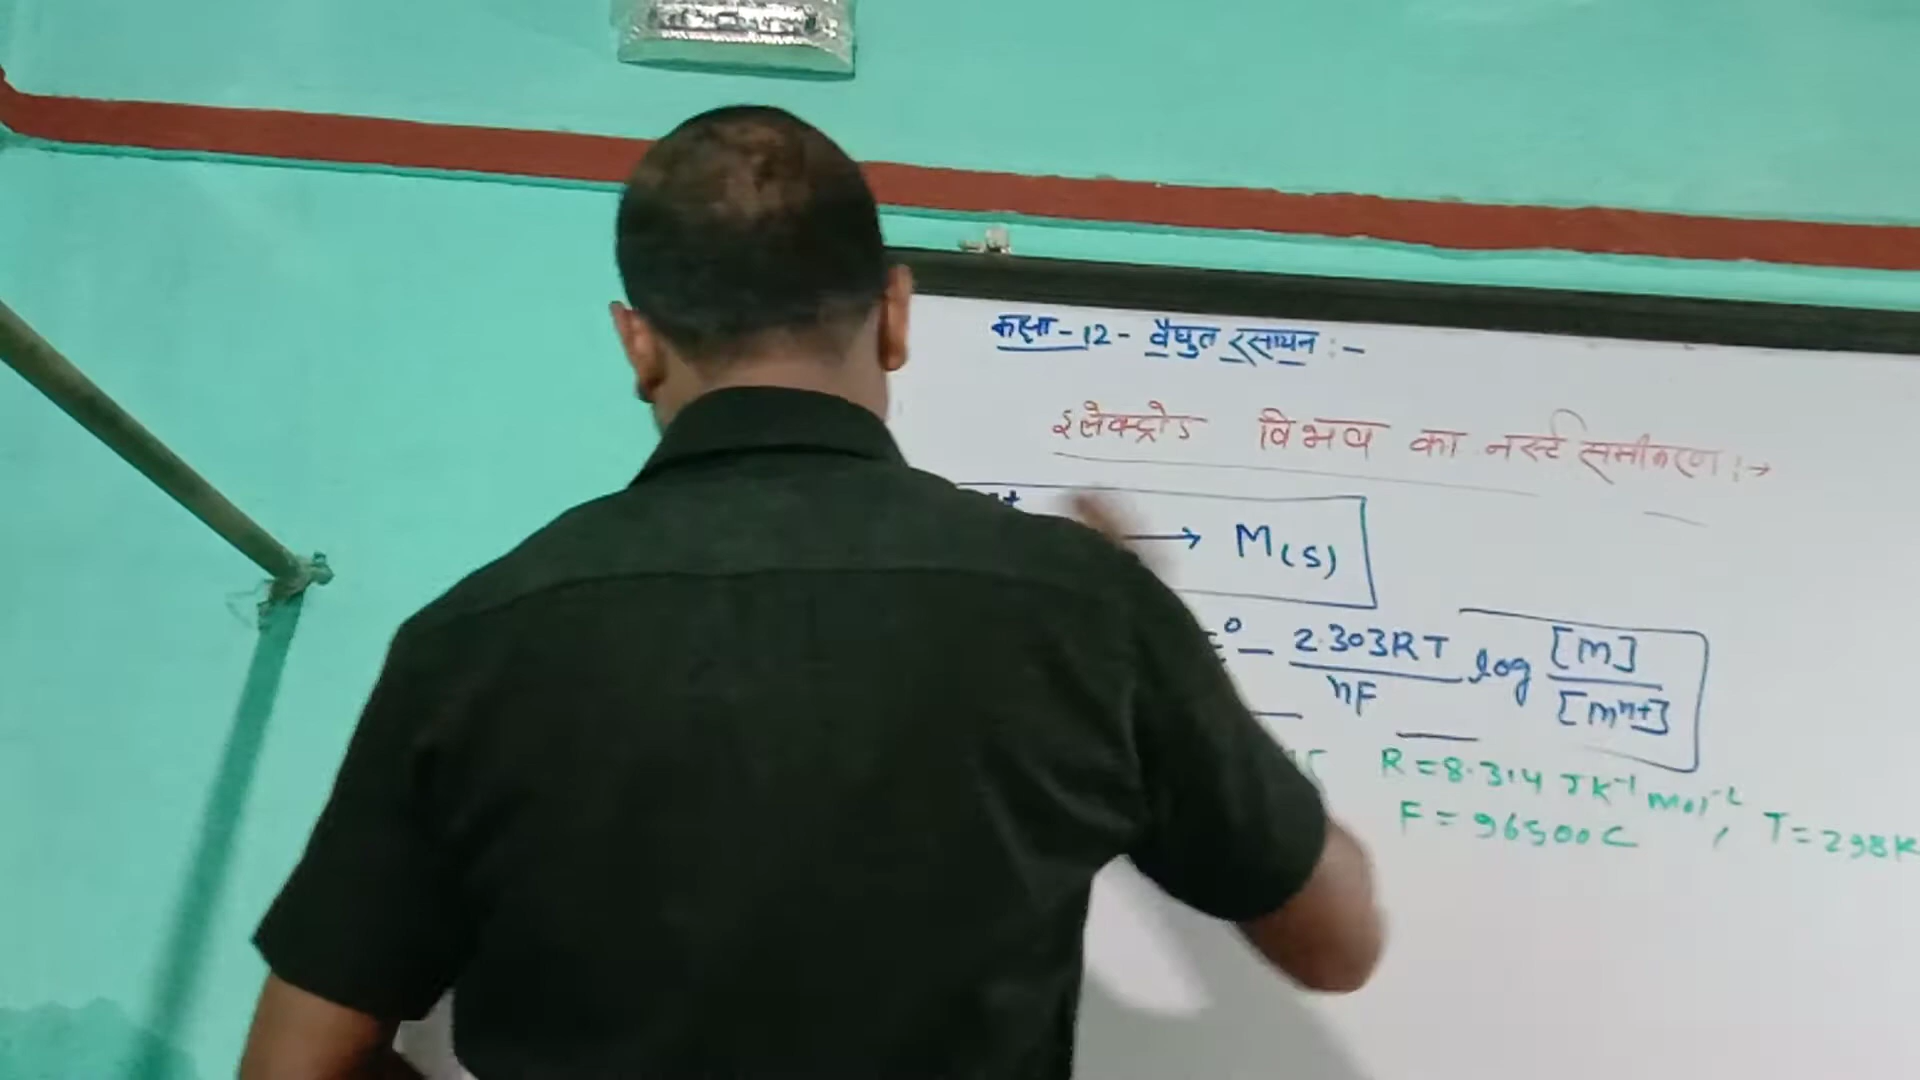 कक्षा - 12 - वैधुत रसायन :-
इलेक्ट्रोड विभव का नर्न्स्ट समीकरण :→
n+ → M(s)
E° - 2.303RT/nF log [M]/[Mn+]
R = 8.314 JK⁻¹ mol⁻¹
F = 96500C , T = 298K